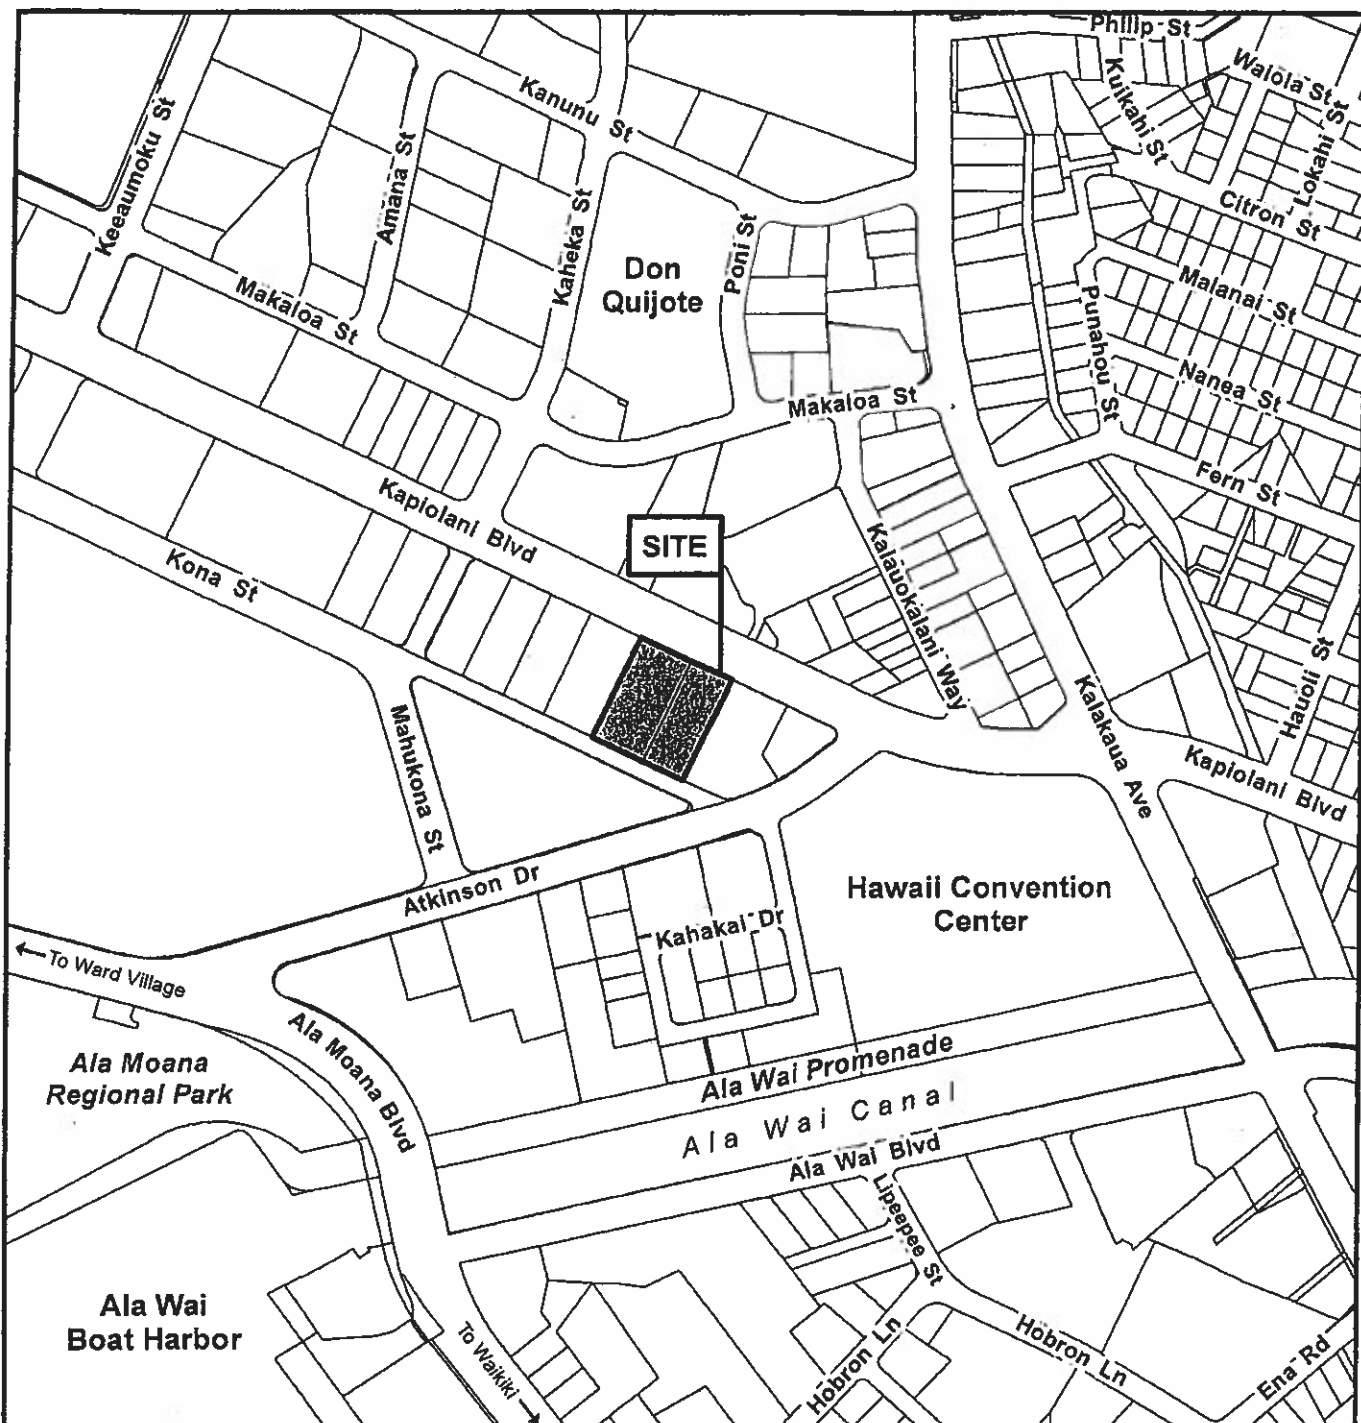 Philip St
Kuikahi St
Waiola St
Lokahi St
Kanunu St
Keeaumoku St
Amana St
Kaheka St
Poni St
Citron St
Don
Quijote
Malanai St
Makaloa St
Punahou St
Nanea St
Makaloa St
Fern St
Kapiolani Blvd
SITE
Kona St
Kalauokalani Way
Hauoli St
Kalakaua Ave
Mahukona St
Kapiolani Blvd
Atkinson Dr
Hawaii Convention
Center
Kahakai Dr
To Ward Village
Ala Moana Blvd
Ala Moana
Regional Park
Ala Wai Promenade
Ala Wai Canal
Ala Wai Blvd
Lipeepee St
Ala Wai
Boat Harbor
To Waikiki
Hobron Ln
Hobron Ln
Ena Rd